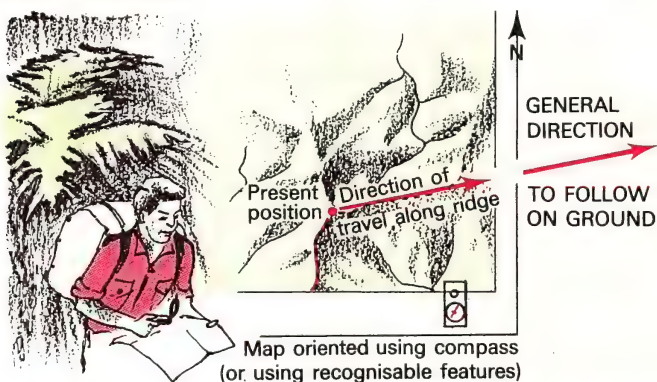 N
GENERAL
DIRECTION
TO FOLLOW
ON GROUND
Present
position
Direction of
travel along ridge
Map oriented using compass
(or using recognisable features)